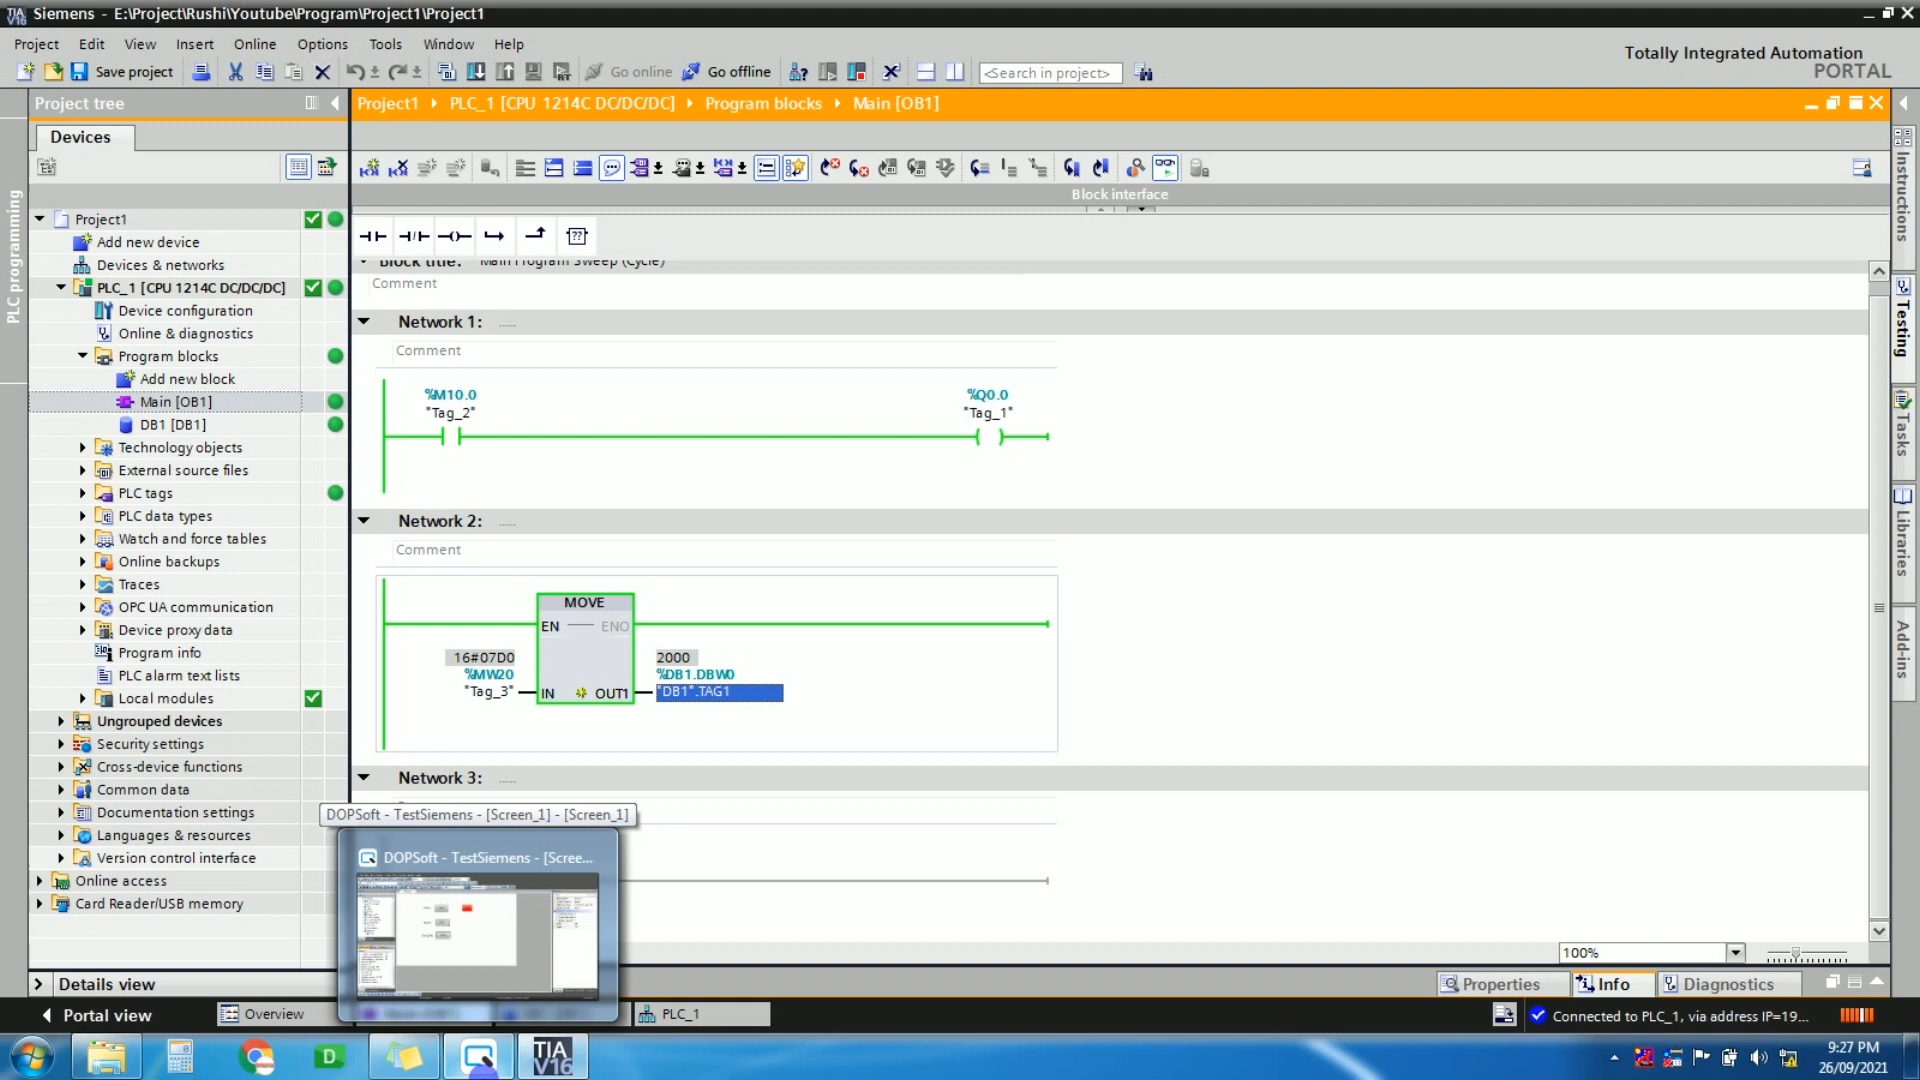 Siemens - E:\Project\Rushi\Youtube\Program\Project1\Project1
Project Edit View Insert Online Options Tools Window Help
Totally Integrated Automation
PORTAL
Save project
Go online
Go offline
<Search in project>
Project tree
Project1 PLC_1 [CPU 1214C DC/DC/DC] Program blocks Main [OB1]
Devices
Block interface
PLC programming
Project1
Add new device
Devices & networks
PLC_1 [CPU 1214C DC/DC/DC]
Device configuration
Online & diagnostics
Program blocks
Add new block
Main [OB1]
DB1 [DB1]
Technology objects
External source files
PLC tags
PLC data types
Watch and force tables
Online backups
Traces
OPC UA communication
Device proxy data
Program info
PLC alarm text lists
Local modules
Ungrouped devices
Security settings
Cross-device functions
Common data
Documentation settings
Languages & resources
Version control interface
Online access
Card Reader/USB memory
Details view
Block title: Main Program Sweep (Cycle)
Comment
Network 1: .....
Comment
%M10.0
"Tag_2"
%Q0.0
"Tag_1"
Network 2: .....
Comment
MOVE
EN ENO
16#07D0
%MW20
"Tag_3"
IN OUT1
2000
%DB1.DBW0
"DB1".TAG1
Network 3: .....
DOPSoft - TestSiemens - [Screen_1] - [Screen_1]
DOPSoft - TestSiemens - [Scree...
100%
Properties Info Diagnostics
Instructions
Testing
Tasks
Libraries
Add-ins
Portal view
Overview
PLC_1
Connected to PLC_1, via address IP=19...
TIA
V16
9:27 PM
26/09/2021